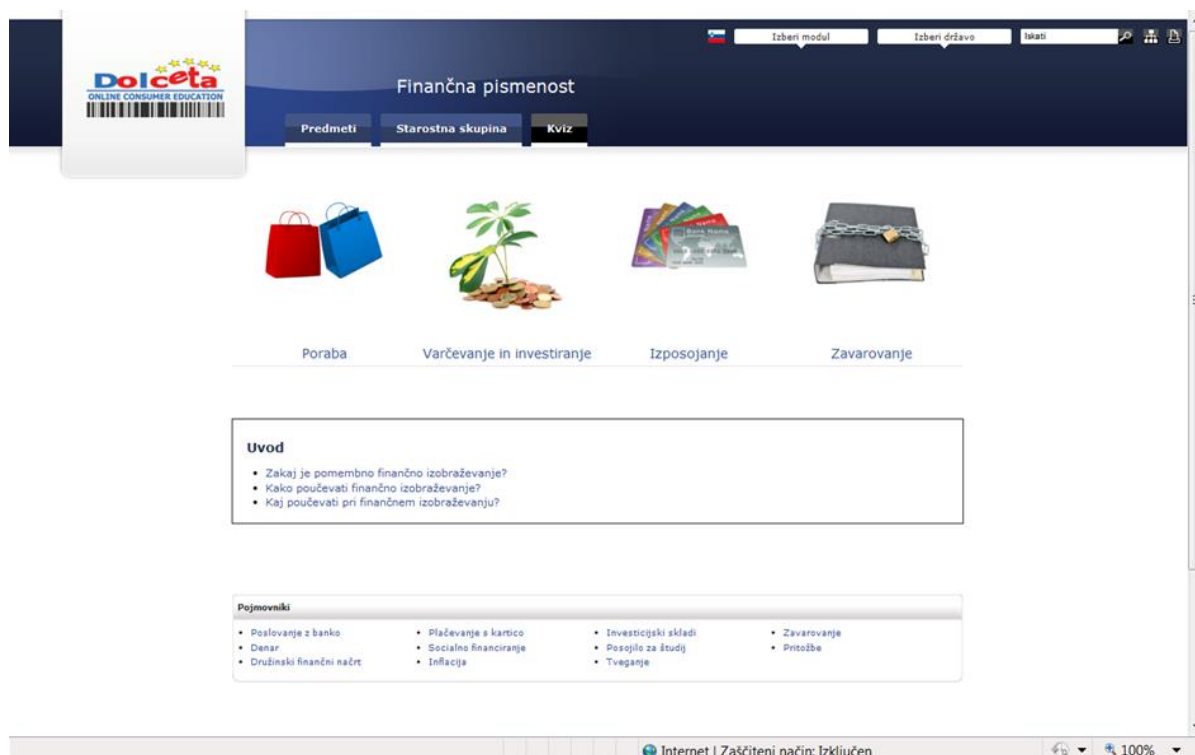 Izberi modul
Izberi državo
Iskati
Dolceta
ONLINE CONSUMER EDUCATION
Finančna pismenost
Predmeti
Starostna skupina
Kviz
Name
Bank Name
Poraba
Varčevanje in investiranje
Izposojanje
Zavarovanje
Uvod
• Zakaj je pomembno finančno izobraževanje?
• Kako poučevati finančno izobraževanje?
• Kaj poučevati pri finančnem izobraževanju?
Pojmovniki
• Poslovanje z banko
• Denar
• Družinski finančni načrt
• Plačevanje s kartico
• Socialno financiranje
• Inflacija
• Investicijski skladi
• Posojilo za študij
• Tveganje
• Zavarovanje
• Pritožbe
Internet | Zaščiteni način: Izključen
100%